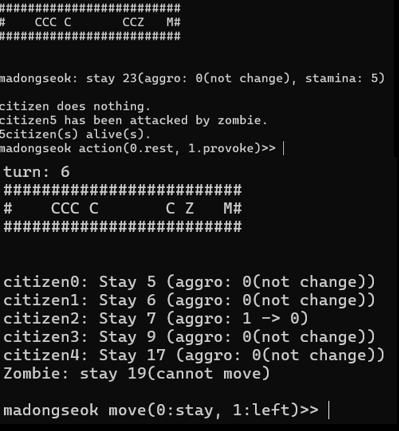 #########################
#    CCC C       CCZ   M#
#########################
madongseok: stay 23(aggro: 0(not change), stamina: 5)
citizen does nothing.
citizen5 has been attacked by zombie.
5citizen(s) alive(s).
madongseok action(0.rest, 1.provoke)>>
turn: 6
#########################
#    CCC C       C Z   M#
#########################
citizen0: Stay 5 (aggro: 0(not change))
citizen1: Stay 6 (aggro: 0(not change))
citizen2: Stay 7 (aggro: 1 -> 0)
citizen3: Stay 9 (aggro: 0(not change))
citizen4: Stay 17 (aggro: 0(not change))
Zombie: stay 19(cannot move)
madongseok move(0:stay, 1:left)>>